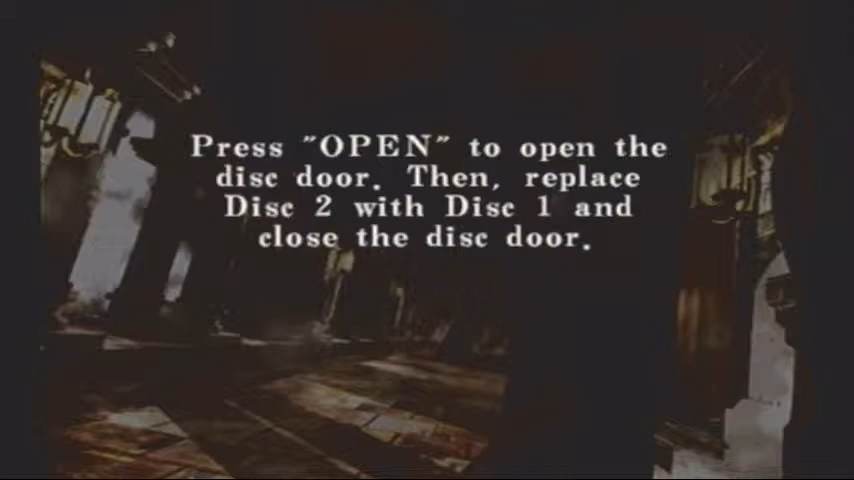 Press "OPEN" to open the
disc door. Then, replace
Disc 2 with Disc 1 and
close the disc door.